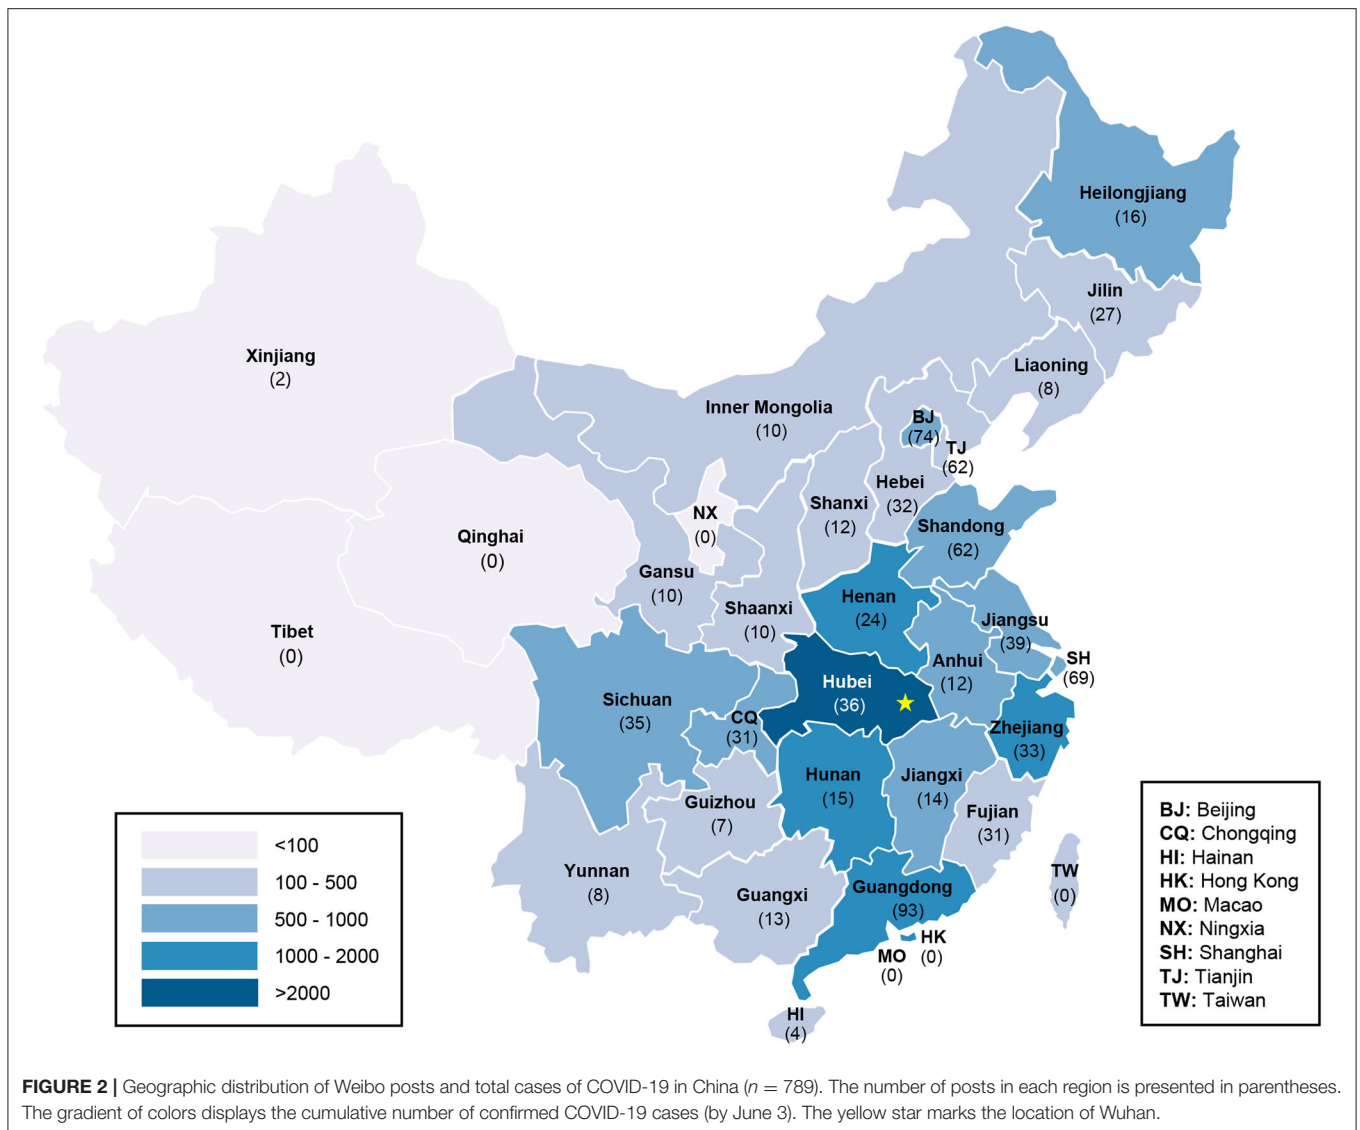 Heilongjiang
(16)
Jilin
(27)
Xinjiang
(2)
Liaoning
(8)
Inner Mongolia
(10)
BJ
(74)
TJ
(62)
Hebei
(32)
Shanxi
(12)
NX
(0)
Shandong
(62)
Qinghai
(0)
Gansu
(10)
Henan
(24)
Shaanxi
(10)
Jiangsu
(39)
Tibet
(0)
Anhui
(12)
SH
(69)
Hubei
(36)
Sichuan
(35)
CQ
(31)
Zhejiang
(33)
Hunan
(15)
Jiangxi
(14)
Guizhou
(7)
Fujian
(31)
Yunnan
(8)
Guangxi
(13)
Guangdong
(93)
TW
(0)
HK
(0)
MO
(0)
HI
(4)
<100
100 - 500
500 - 1000
1000 - 2000
>2000
BJ: Beijing
CQ: Chongqing
HI: Hainan
HK: Hong Kong
MO: Macao
NX: Ningxia
SH: Shanghai
TJ: Tianjin
TW: Taiwan
FIGURE 2 | Geographic distribution of Weibo posts and total cases of COVID-19 in China (n = 789). The number of posts in each region is presented in parentheses.
The gradient of colors displays the cumulative number of confirmed COVID-19 cases (by June 3). The yellow star marks the location of Wuhan.